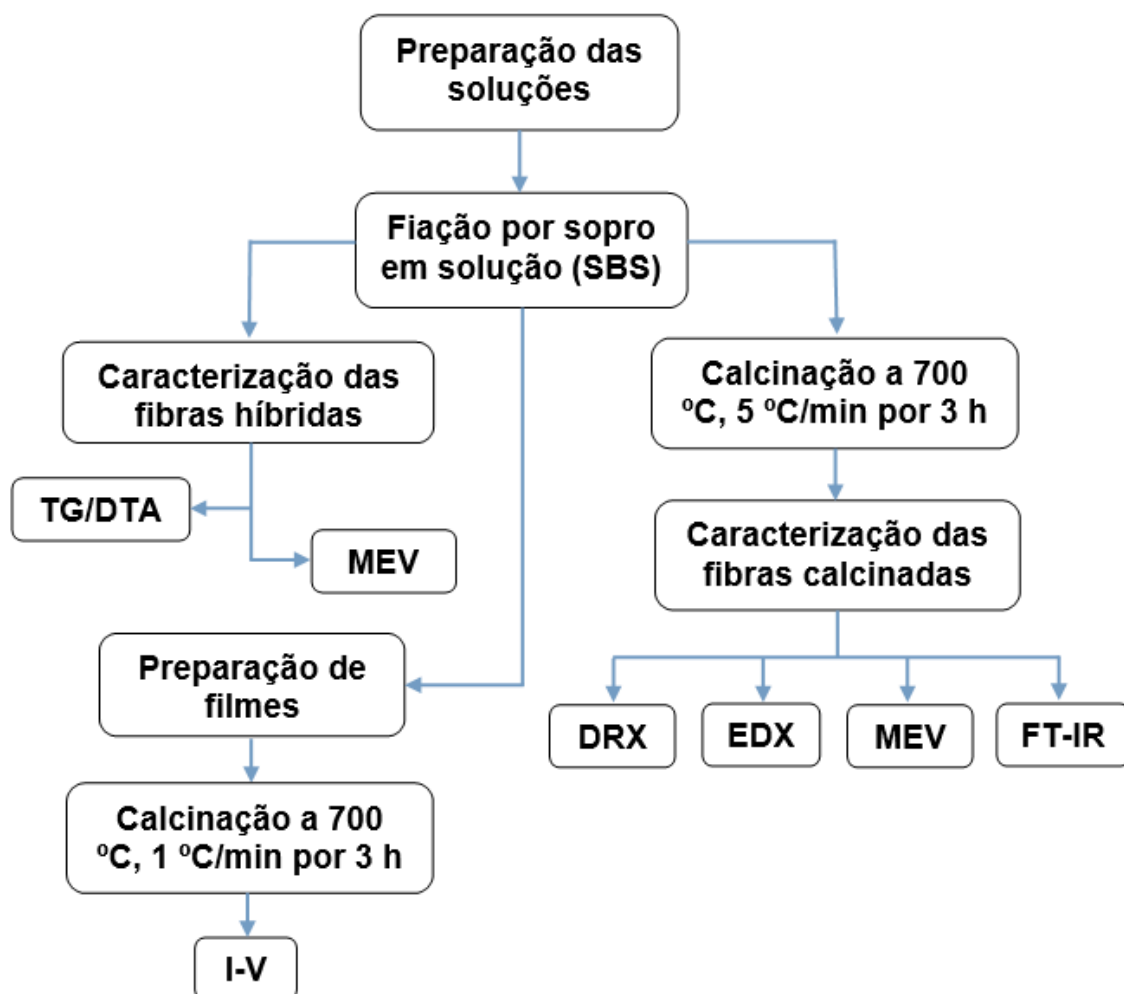 Preparação das
soluções
Fiação por sopro
em solução (SBS)
Caracterização das
fibras híbridas
TG/DTA
MEV
Preparação de
filmes
Calcinação a 700
ºC, 1 ºC/min por 3 h
I-V
Calcinação a 700
ºC, 5 ºC/min por 3 h
Caracterização das
fibras calcinadas
DRX
EDX
MEV
FT-IR